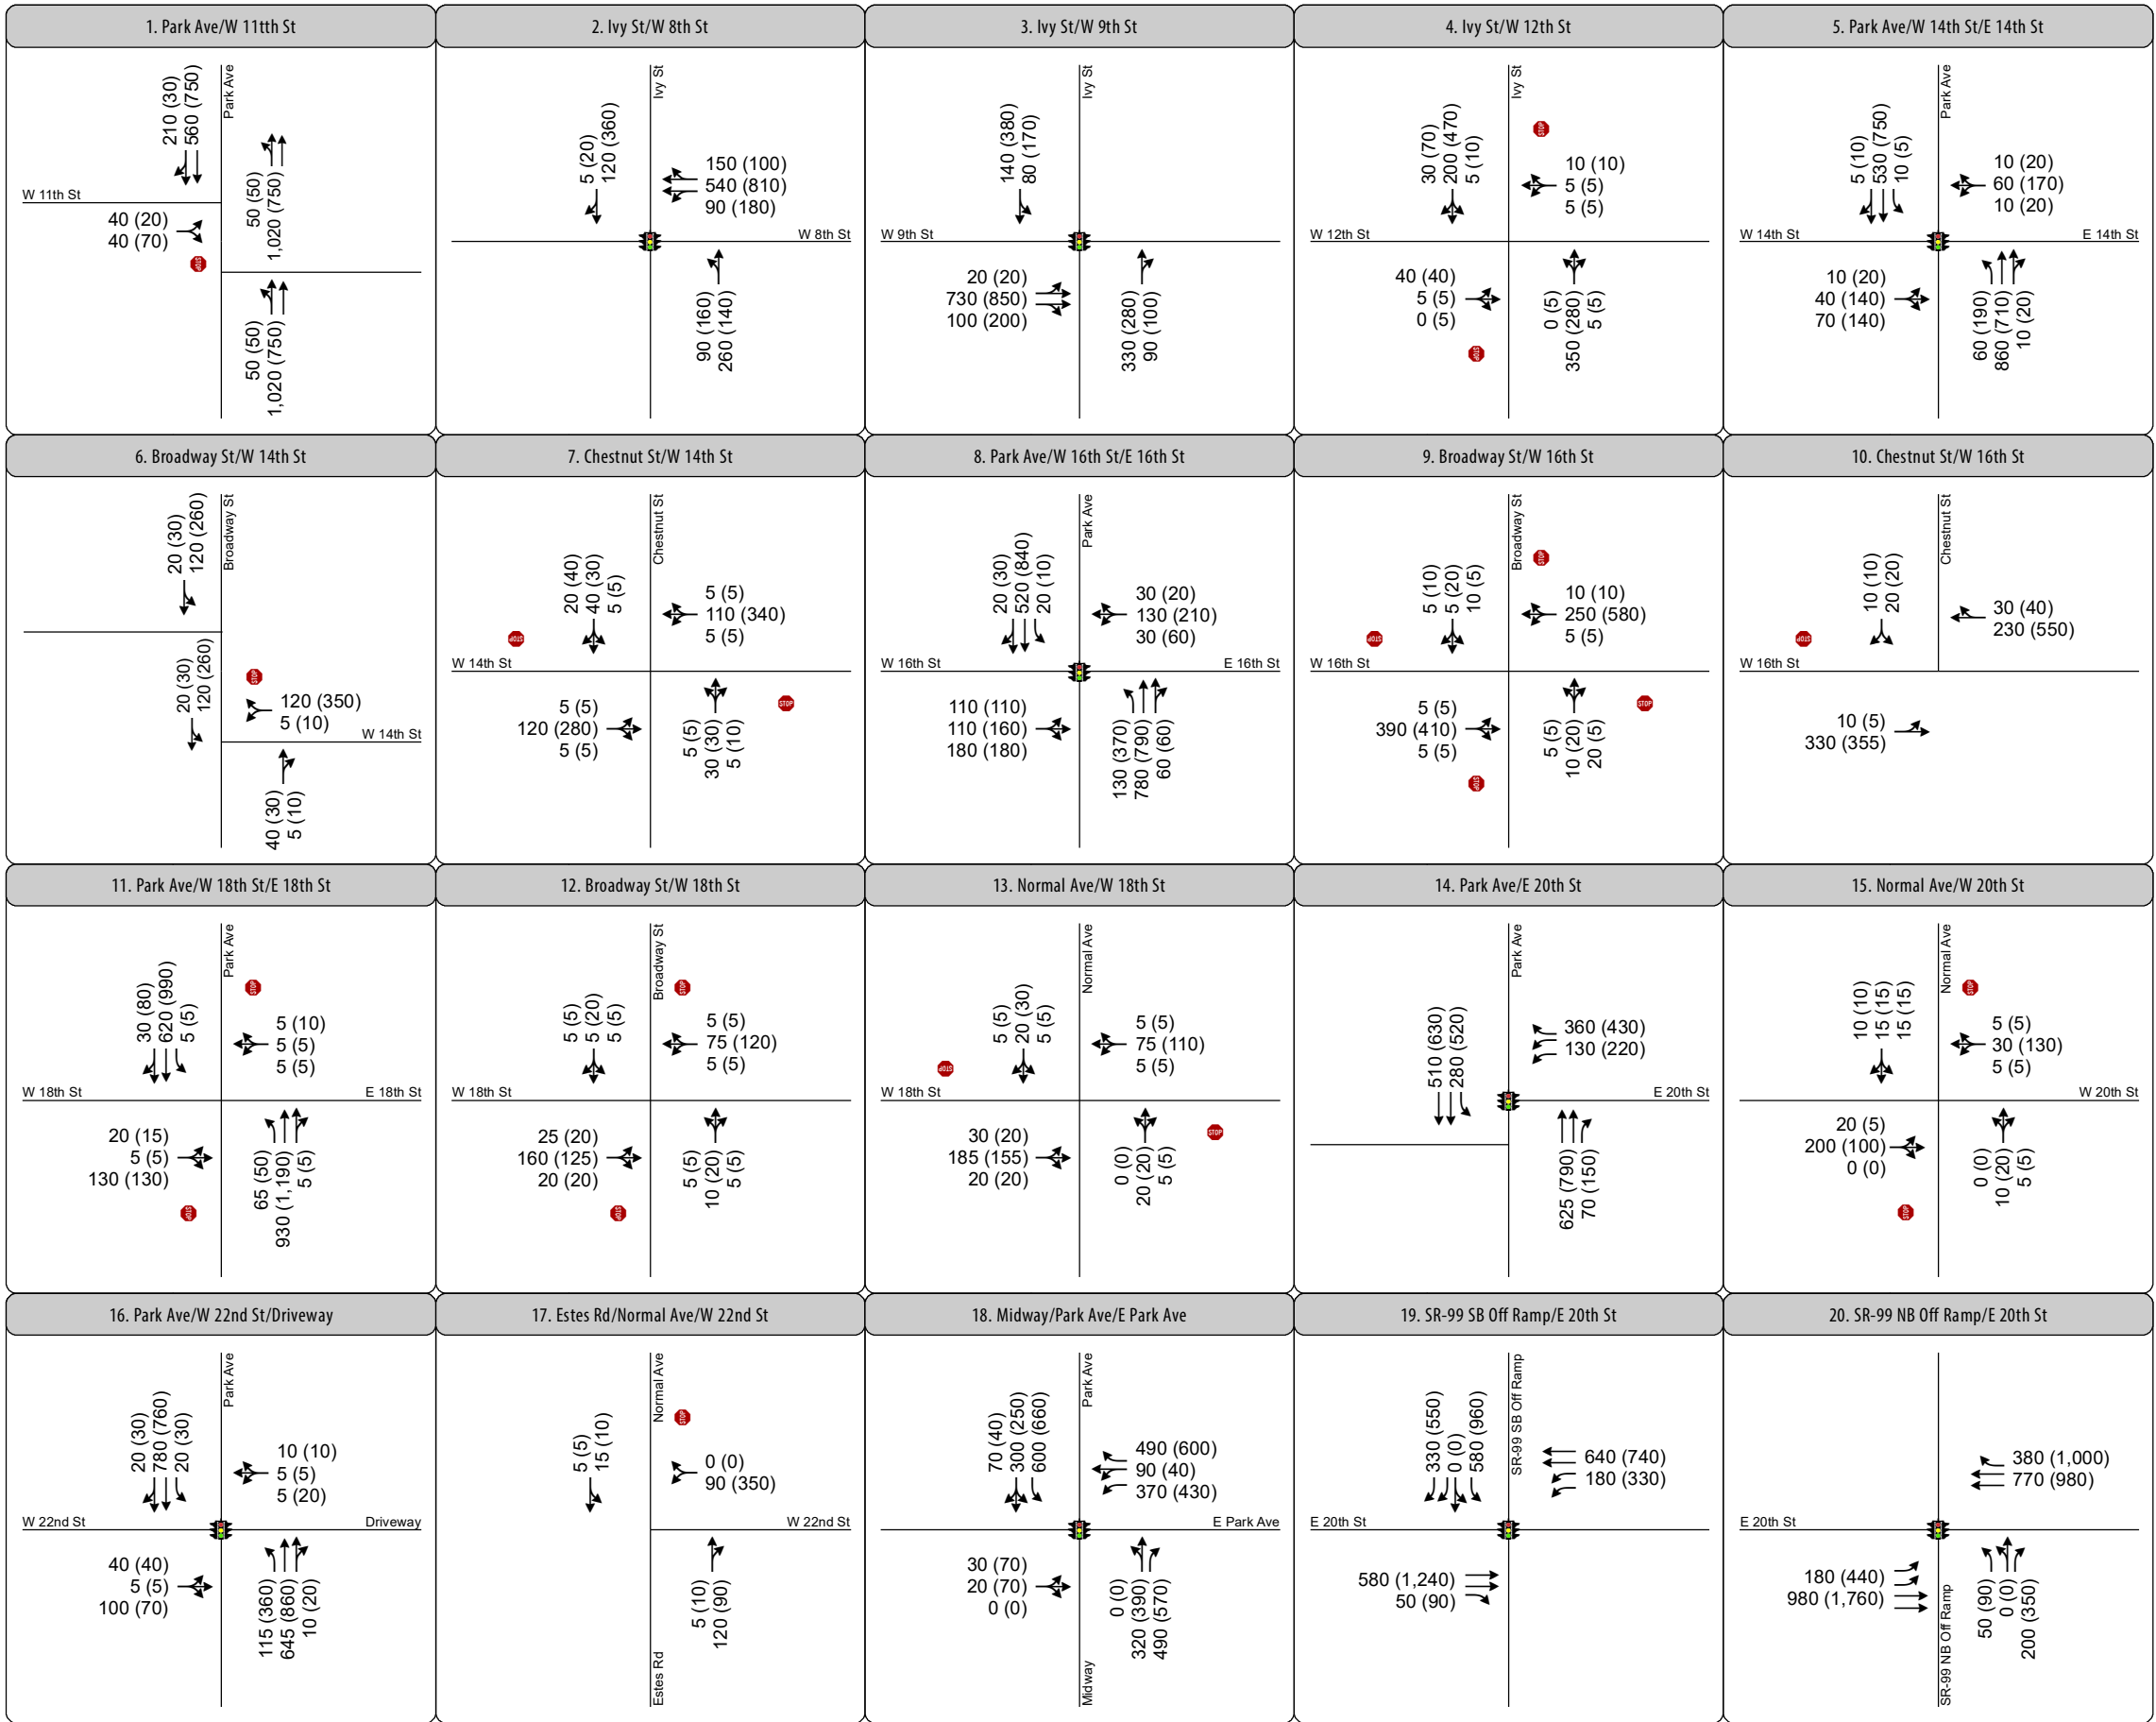 1. Park Ave/W 11tth St
210 (30)
560 (750)
Park Ave
50 (50)
1,020 (750)
W 11th St
40 (20)
40 (70)
STOP
50 (50)
1,020 (750)
2. Ivy St/W 8th St
5 (20)
120 (360)
Ivy St
150 (100)
540 (810)
90 (180)
W 8th St
90 (160)
260 (140)
3. Ivy St/W 9th St
140 (380)
80 (170)
Ivy St
W 9th St
20 (20)
730 (850)
100 (200)
330 (280)
90 (100)
4. Ivy St/W 12th St
30 (70)
200 (470)
5 (10)
Ivy St
STOP
10 (10)
5 (5)
5 (5)
W 12th St
40 (40)
5 (5)
0 (5)
STOP
0 (5)
350 (280)
5 (5)
5. Park Ave/W 14th St/E 14th St
5 (10)
530 (750)
10 (5)
Park Ave
10 (20)
60 (170)
10 (20)
W 14th St
E 14th St
10 (20)
40 (140)
70 (140)
60 (190)
860 (710)
10 (20)
6. Broadway St/W 14th St
20 (30)
120 (260)
Broadway St
20 (30)
120 (260)
STOP
120 (350)
5 (10)
W 14th St
40 (30)
5 (10)
7. Chestnut St/W 14th St
20 (40)
40 (30)
5 (5)
Chestnut St
5 (5)
110 (340)
5 (5)
STOP
W 14th St
5 (5)
120 (280)
5 (5)
5 (5)
30 (30)
5 (10)
STOP
8. Park Ave/W 16th St/E 16th St
20 (30)
520 (840)
20 (10)
Park Ave
30 (20)
130 (210)
30 (60)
W 16th St
E 16th St
110 (110)
110 (160)
180 (180)
130 (370)
780 (790)
60 (60)
9. Broadway St/W 16th St
5 (10)
5 (20)
10 (5)
Broadway St
STOP
10 (10)
250 (580)
5 (5)
STOP
W 16th St
5 (5)
390 (410)
5 (5)
STOP
5 (5)
10 (20)
20 (5)
STOP
10. Chestnut St/W 16th St
10 (10)
20 (20)
Chestnut St
30 (40)
230 (550)
STOP
W 16th St
10 (5)
330 (355)
11. Park Ave/W 18th St/E 18th St
30 (80)
620 (990)
5 (5)
Park Ave
STOP
5 (10)
5 (5)
5 (5)
W 18th St
E 18th St
20 (15)
5 (5)
130 (130)
STOP
65 (50)
930 (1,190)
5 (5)
12. Broadway St/W 18th St
5 (5)
5 (20)
5 (5)
Broadway St
STOP
5 (5)
75 (120)
5 (5)
W 18th St
25 (20)
160 (125)
20 (20)
STOP
5 (5)
10 (20)
5 (5)
13. Normal Ave/W 18th St
5 (5)
20 (30)
5 (5)
Normal Ave
5 (5)
75 (110)
5 (5)
STOP
W 18th St
30 (20)
185 (155)
20 (20)
0 (0)
20 (20)
5 (5)
STOP
14. Park Ave/E 20th St
510 (630)
280 (520)
Park Ave
360 (430)
130 (220)
E 20th St
625 (790)
70 (150)
15. Normal Ave/W 20th St
10 (10)
15 (15)
15 (15)
Normal Ave
STOP
5 (5)
30 (130)
5 (5)
W 20th St
20 (5)
200 (100)
0 (0)
STOP
0 (0)
10 (20)
5 (5)
16. Park Ave/W 22nd St/Driveway
20 (30)
780 (760)
20 (30)
Park Ave
10 (10)
5 (5)
5 (20)
W 22nd St
Driveway
40 (40)
5 (5)
100 (70)
115 (360)
645 (860)
10 (20)
17. Estes Rd/Normal Ave/W 22nd St
5 (5)
15 (10)
Normal Ave
STOP
0 (0)
90 (350)
W 22nd St
5 (10)
120 (90)
Estes Rd
18. Midway/Park Ave/E Park Ave
70 (40)
300 (250)
600 (660)
Park Ave
490 (600)
90 (40)
370 (430)
E Park Ave
30 (70)
20 (70)
0 (0)
0 (0)
320 (390)
490 (570)
Midway
19. SR-99 SB Off Ramp/E 20th St
330 (550)
0 (0)
580 (960)
SR-99 SB Off Ramp
640 (740)
180 (330)
E 20th St
580 (1,240)
50 (90)
20. SR-99 NB Off Ramp/E 20th St
380 (1,000)
770 (980)
E 20th St
180 (440)
980 (1,760)
SR-99 NB Off Ramp
50 (90)
0 (0)
200 (350)